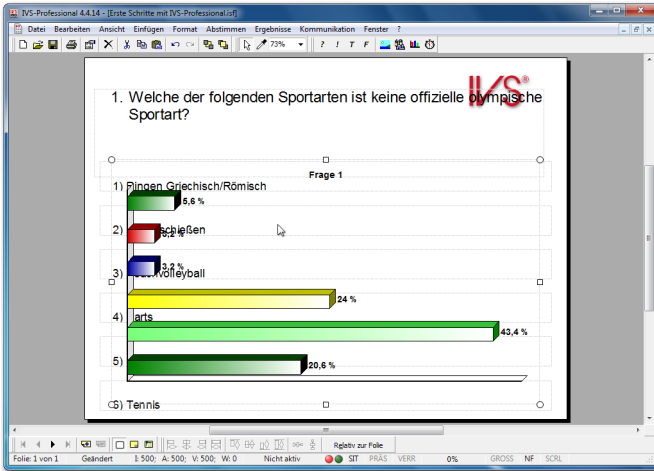 IVS-Professional 4.4.14 - [Erste Schritte mit IVS-Professional.isf]
Datei Bearbeiten Ansicht Einfügen Format Abstimmen Ergebnisse Kommunikation Fenster ?
73% ? ! T F
IVS®
1. Welche der folgenden Sportarten ist keine offizielle olympische
Sportart?
Frage 1
1) Ringen Griechisch/Römisch
5,6 %
2) schießen
3,2 %
3) volleyball
3,2 %
24 %
4) arts
43,4 %
5)
20,6 %
6) Tennis
Relativ zur Folie
Folie: 1 von 1 Geändert I: 500; A: 500; V: 500; W: 0 Nicht aktiv SIT PRÄS VERR 0% GROSS NF SCRL